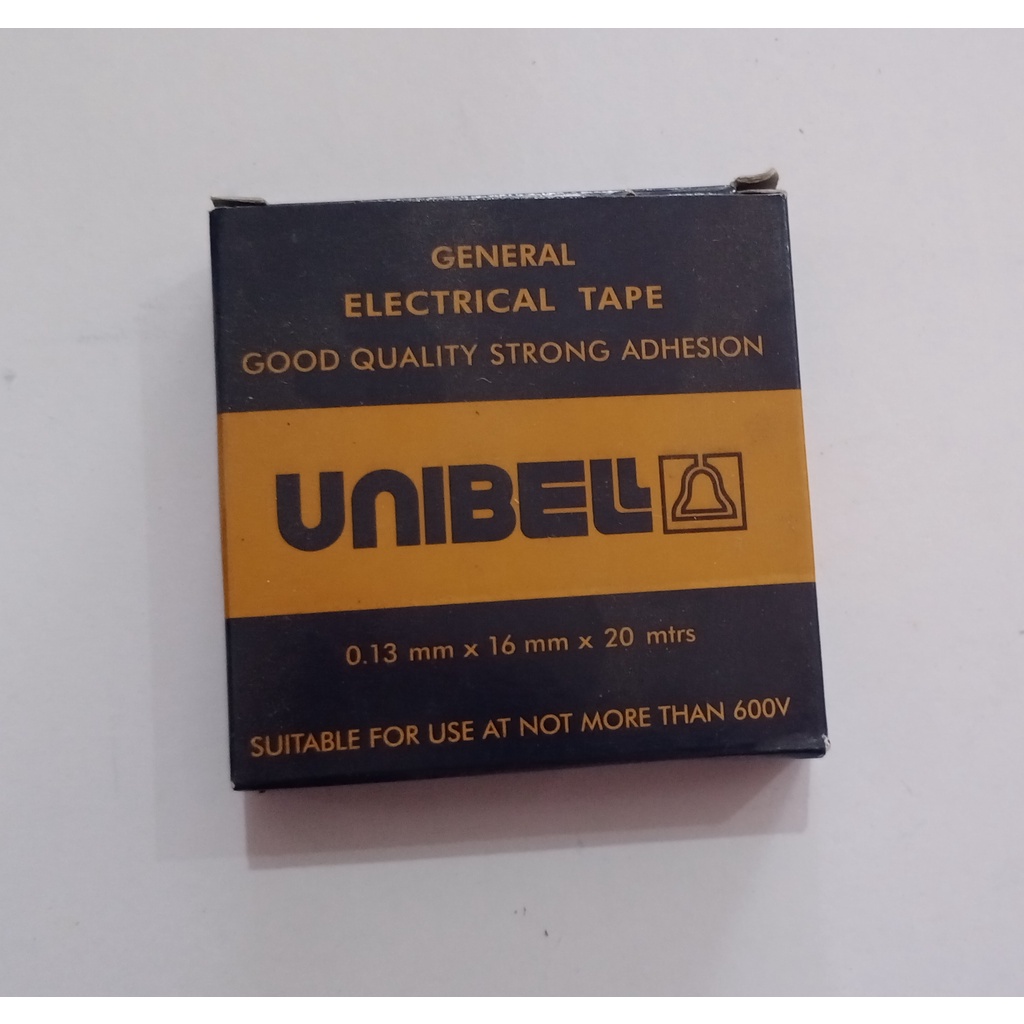 GENERAL
ELECTRICAL TAPE
GOOD QUALITY STRONG ADHESION
UNIBELL
0.13 mm x 16 mm x 20 mtrs
SUITABLE FOR USE AT NOT MORE THAN 600V